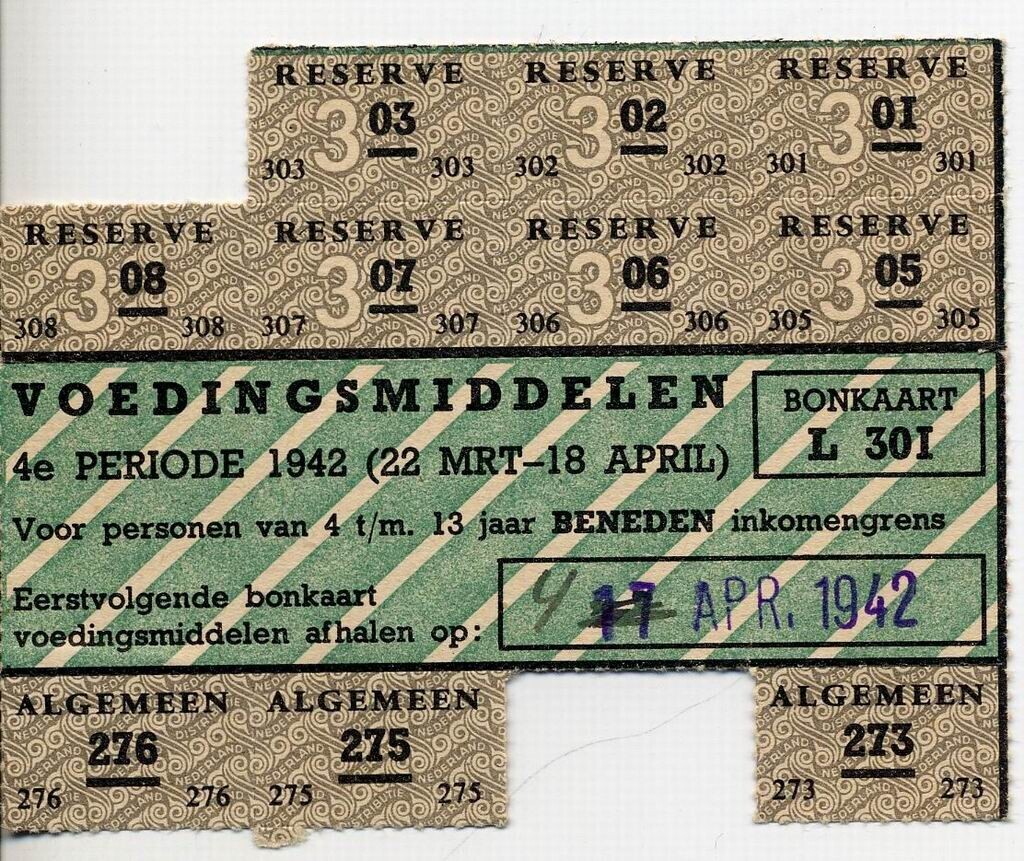 RESERVE RESERVE RESERVE
3 03 3 02 3 01
303 303 302 302 301 301
RESERVE RESERVE RESERVE RESERVE
3 08 3 07 3 06 3 05
308 308 307 307 306 306 305 305
VOEDINGSMIDDELEN
BONKAART
L 301
4e PERIODE 1942 (22 MRT-18 APRIL)
Voor personen van 4 t/m. 13 jaar BENEDEN inkomengrens
Eerstvolgende bonkaart
voedingsmiddelen afhalen op:
4 17 APR. 1942
ALGEMEEN ALGEMEEN ALGEMEEN
276 275 273
276 276 275 275 273 273